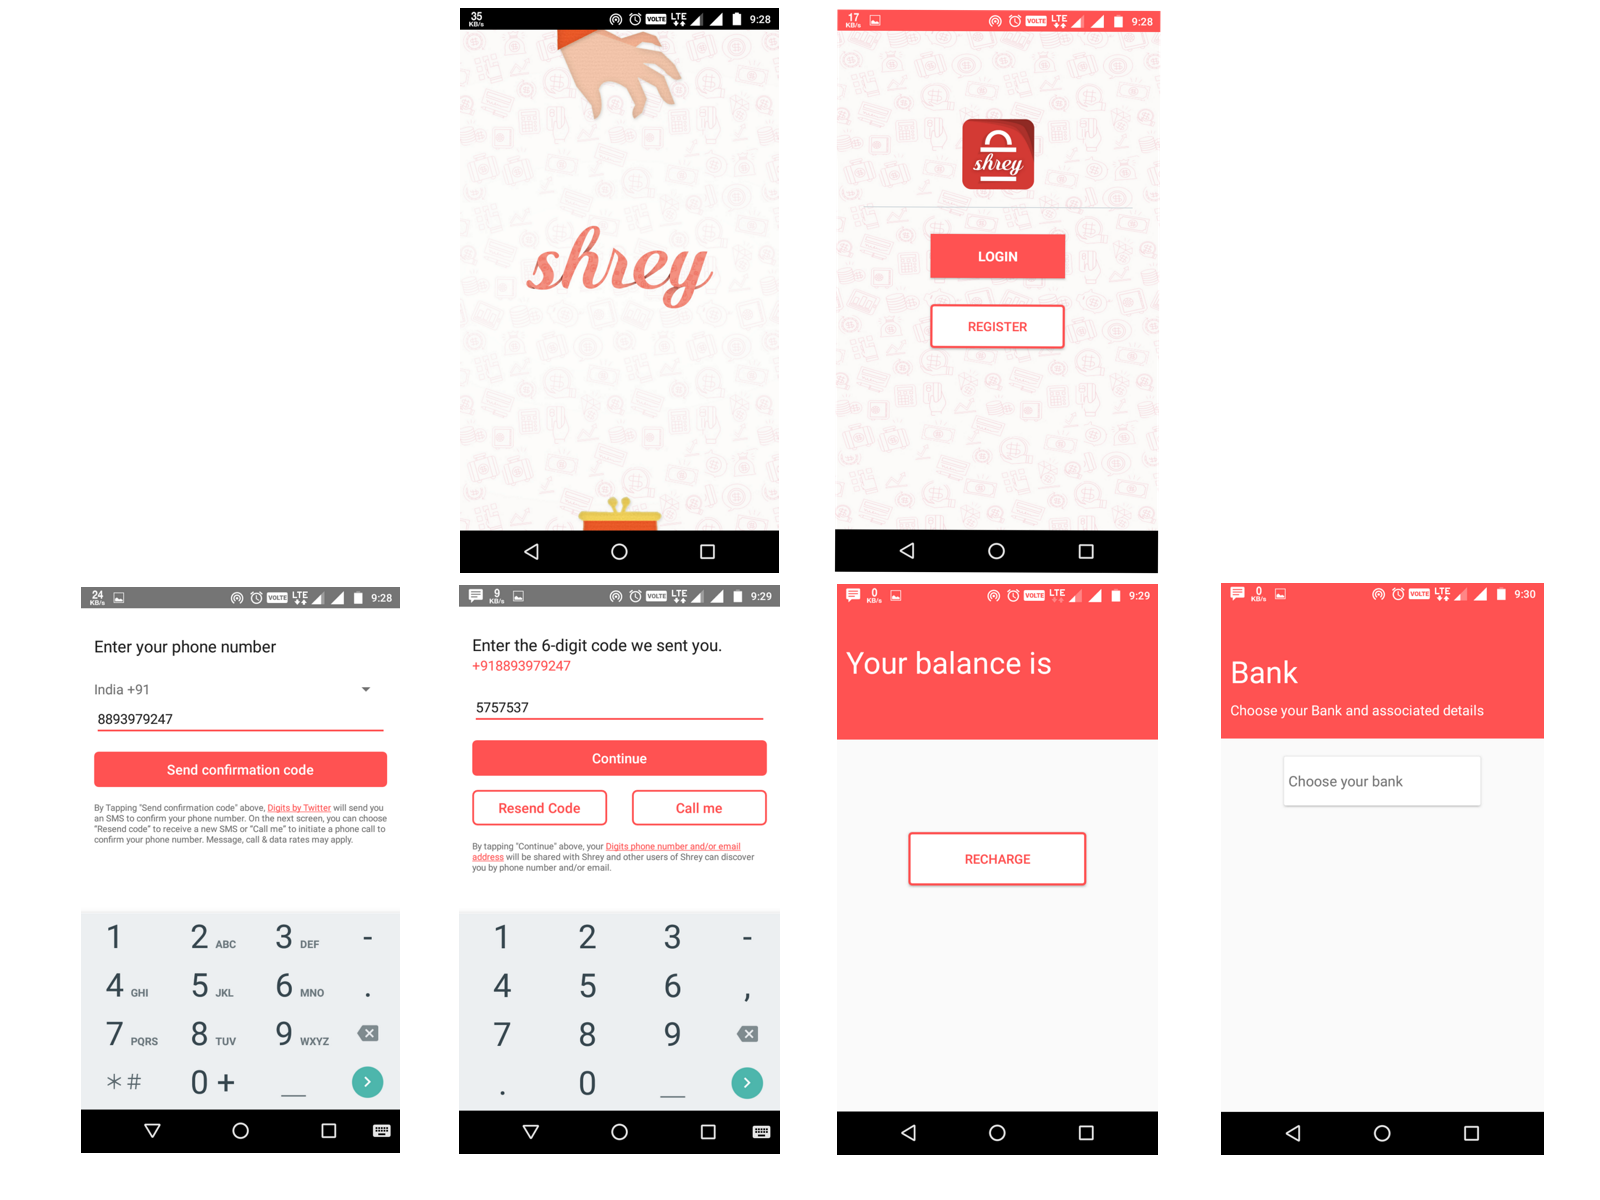 35
KB/s
VOLTE
LTE
9:28
shrey
17
KB/s
VOLTE
LTE
9:28
shrey
LOGIN
REGISTER
24
KB/s
VOLTE
LTE
9:28
Enter your phone number
India +91
8893979247
Send confirmation code
By Tapping "Send confirmation code" above, Digits by Twitter will send you
an SMS to confirm your phone number. On the next screen, you can choose
"Resend code" to receive a new SMS or "Call me" to initiate a phone call to
confirm your phone number. Message, call & data rates may apply.
1 2 ABC 3 DEF -
4 GHI 5 JKL 6 MNO .
7 PQRS 8 TUV 9 WXYZ
*# 0 + _
9
KB/s
VOLTE
LTE
9:29
Enter the 6-digit code we sent you.
+918893979247
5757537
Continue
Resend Code Call me
By tapping "Continue" above, your Digits phone number and/or email
address will be shared with Shrey and other users of Shrey can discover
you by phone number and/or email.
1 2 3 -
4 5 6 ,
7 8 9
. 0 _
0
KB/s
VOLTE
LTE
9:29
Your balance is
RECHARGE
0
KB/s
VOLTE
LTE
9:30
Bank
Choose your Bank and associated details
Choose your bank